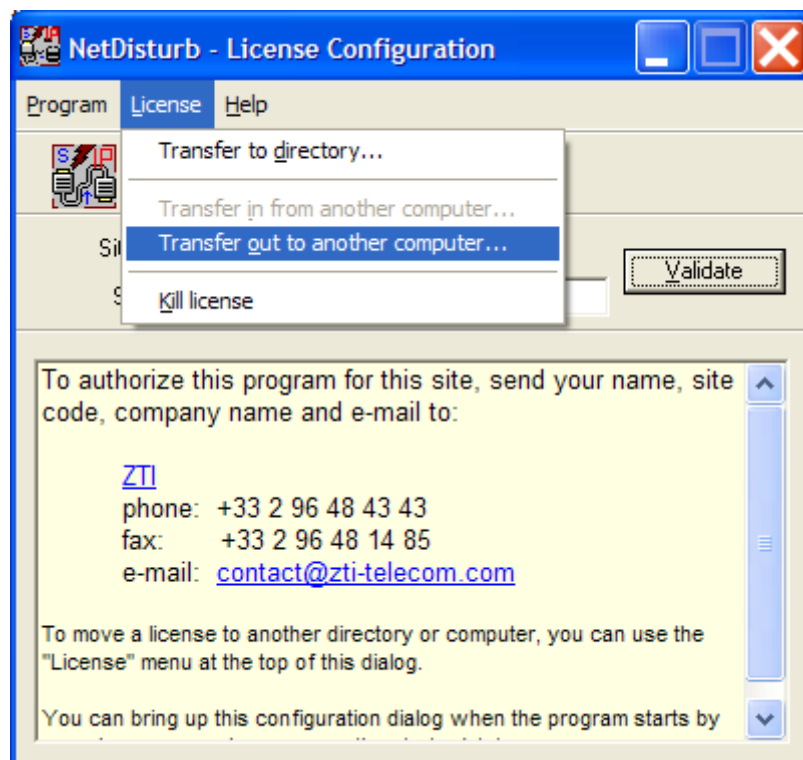 NetDisturb - License Configuration
Program License Help
Transfer to directory...
Transfer in from another computer...
Transfer out to another computer...
Kill license
Validate
To authorize this program for this site, send your name, site
code, company name and e-mail to:
ZTI
phone: +33 2 96 48 43 43
fax: +33 2 96 48 14 85
e-mail: contact@zti-telecom.com
To move a license to another directory or computer, you can use the
"License" menu at the top of this dialog.
You can bring up this configuration dialog when the program starts by